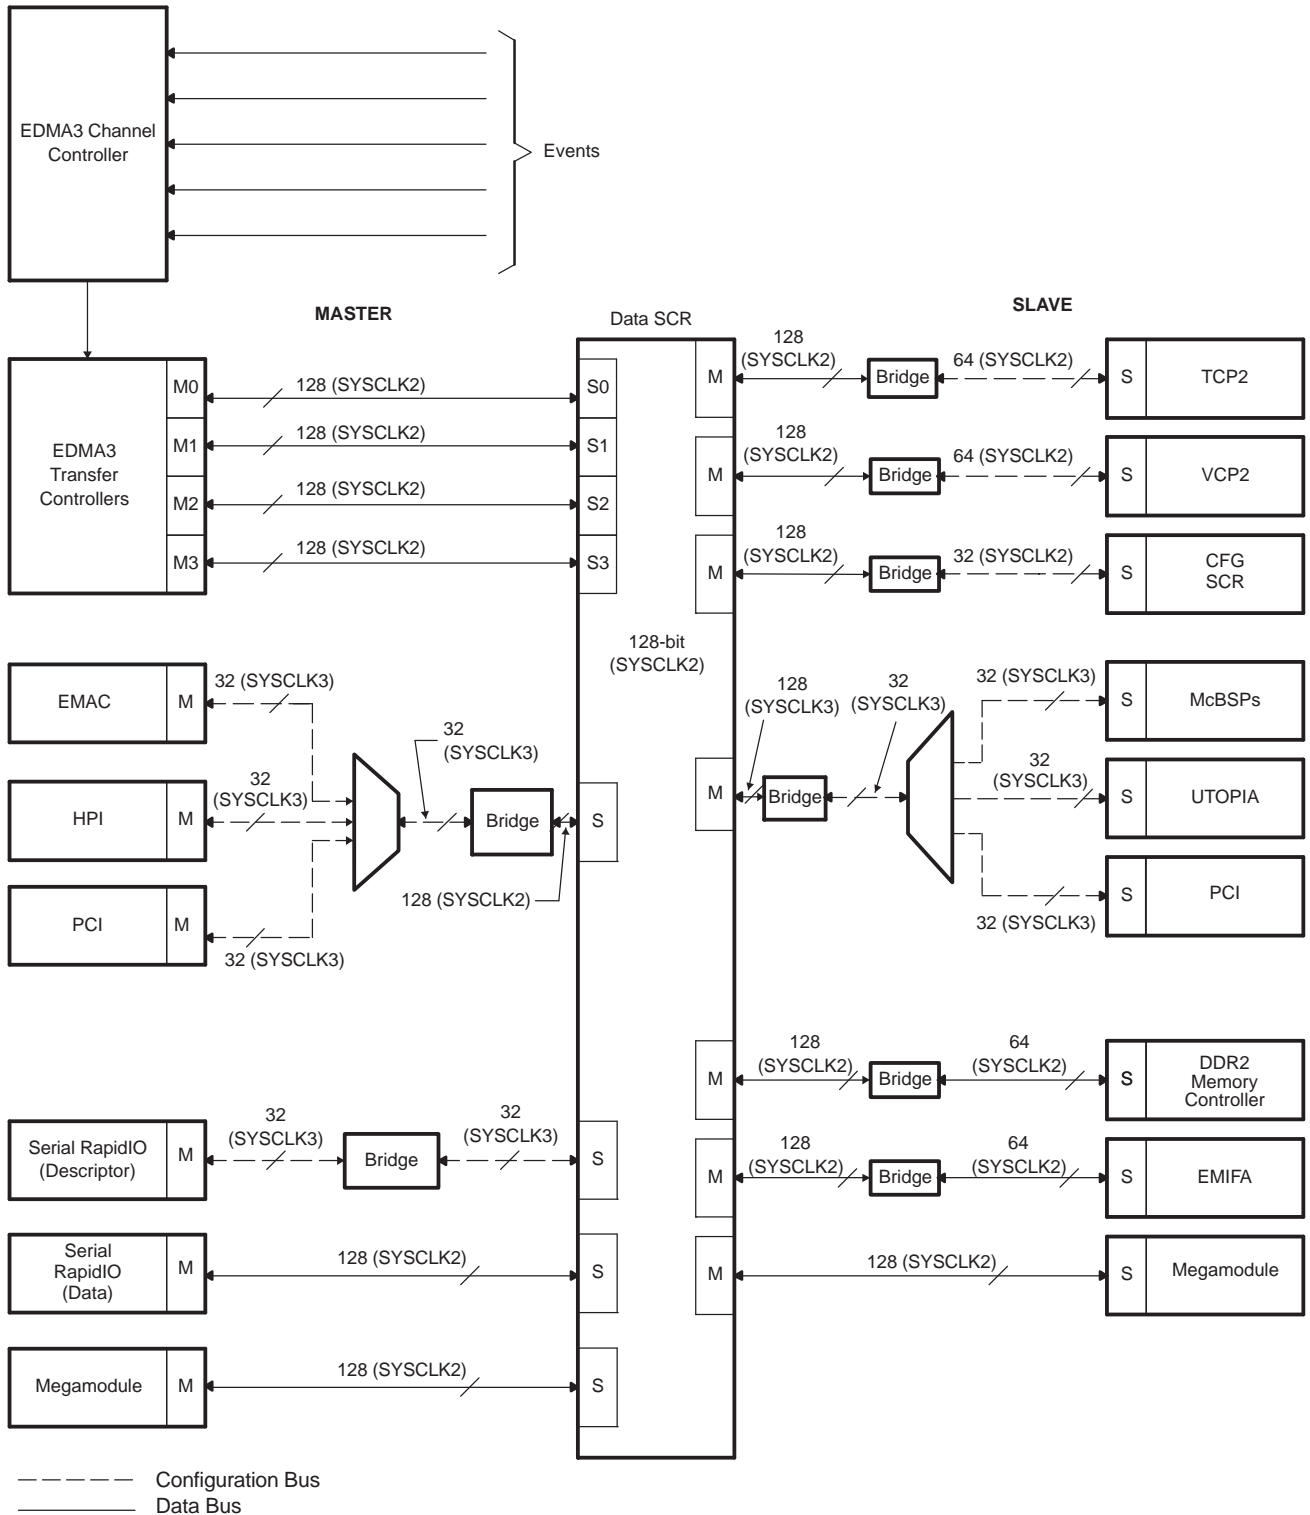 EDMA3 Channel
Controller
Events
MASTER
Data SCR
SLAVE
EDMA3
Transfer
Controllers
M0
128 (SYSCLK2)
S0
M1
128 (SYSCLK2)
S1
M2
128 (SYSCLK2)
S2
M3
128 (SYSCLK2)
S3
128-bit
(SYSCLK2)
M
128
(SYSCLK2)
Bridge
64 (SYSCLK2)
S
TCP2
M
128
(SYSCLK2)
Bridge
64 (SYSCLK2)
S
VCP2
M
128
(SYSCLK2)
Bridge
32 (SYSCLK2)
S
CFG
SCR
EMAC
M
32 (SYSCLK3)
HPI
M
32
(SYSCLK3)
PCI
M
32 (SYSCLK3)
32
(SYSCLK3)
Bridge
128 (SYSCLK2)
S
M
128
(SYSCLK3)
Bridge
32
(SYSCLK3)
32 (SYSCLK3)
S
McBSPs
32
(SYSCLK3)
S
UTOPIA
32 (SYSCLK3)
S
PCI
M
128
(SYSCLK2)
Bridge
64
(SYSCLK2)
S
DDR2
Memory
Controller
Serial RapidIO
(Descriptor)
M
32
(SYSCLK3)
Bridge
32
(SYSCLK3)
S
M
128
(SYSCLK2)
Bridge
64
(SYSCLK2)
S
EMIFA
Serial
RapidIO
(Data)
M
128 (SYSCLK2)
S
M
128 (SYSCLK2)
S
Megamodule
Megamodule
M
128 (SYSCLK2)
S
Configuration Bus
Data Bus